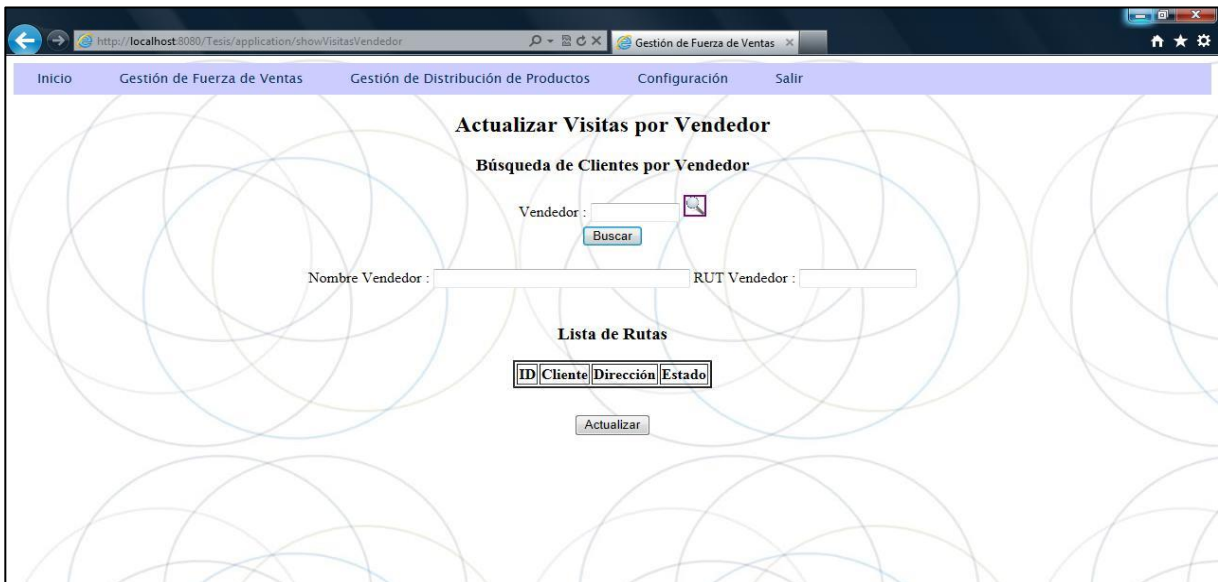 http://localhost:8080/Tesis/application/showVisitasVendedor
Gestión de Fuerza de Ventas
Inicio Gestión de Fuerza de Ventas Gestión de Distribución de Productos Configuración Salir
Actualizar Visitas por Vendedor
Búsqueda de Clientes por Vendedor
Vendedor :
Buscar
Nombre Vendedor : RUT Vendedor :
Lista de Rutas
ID Cliente Dirección Estado
Actualizar